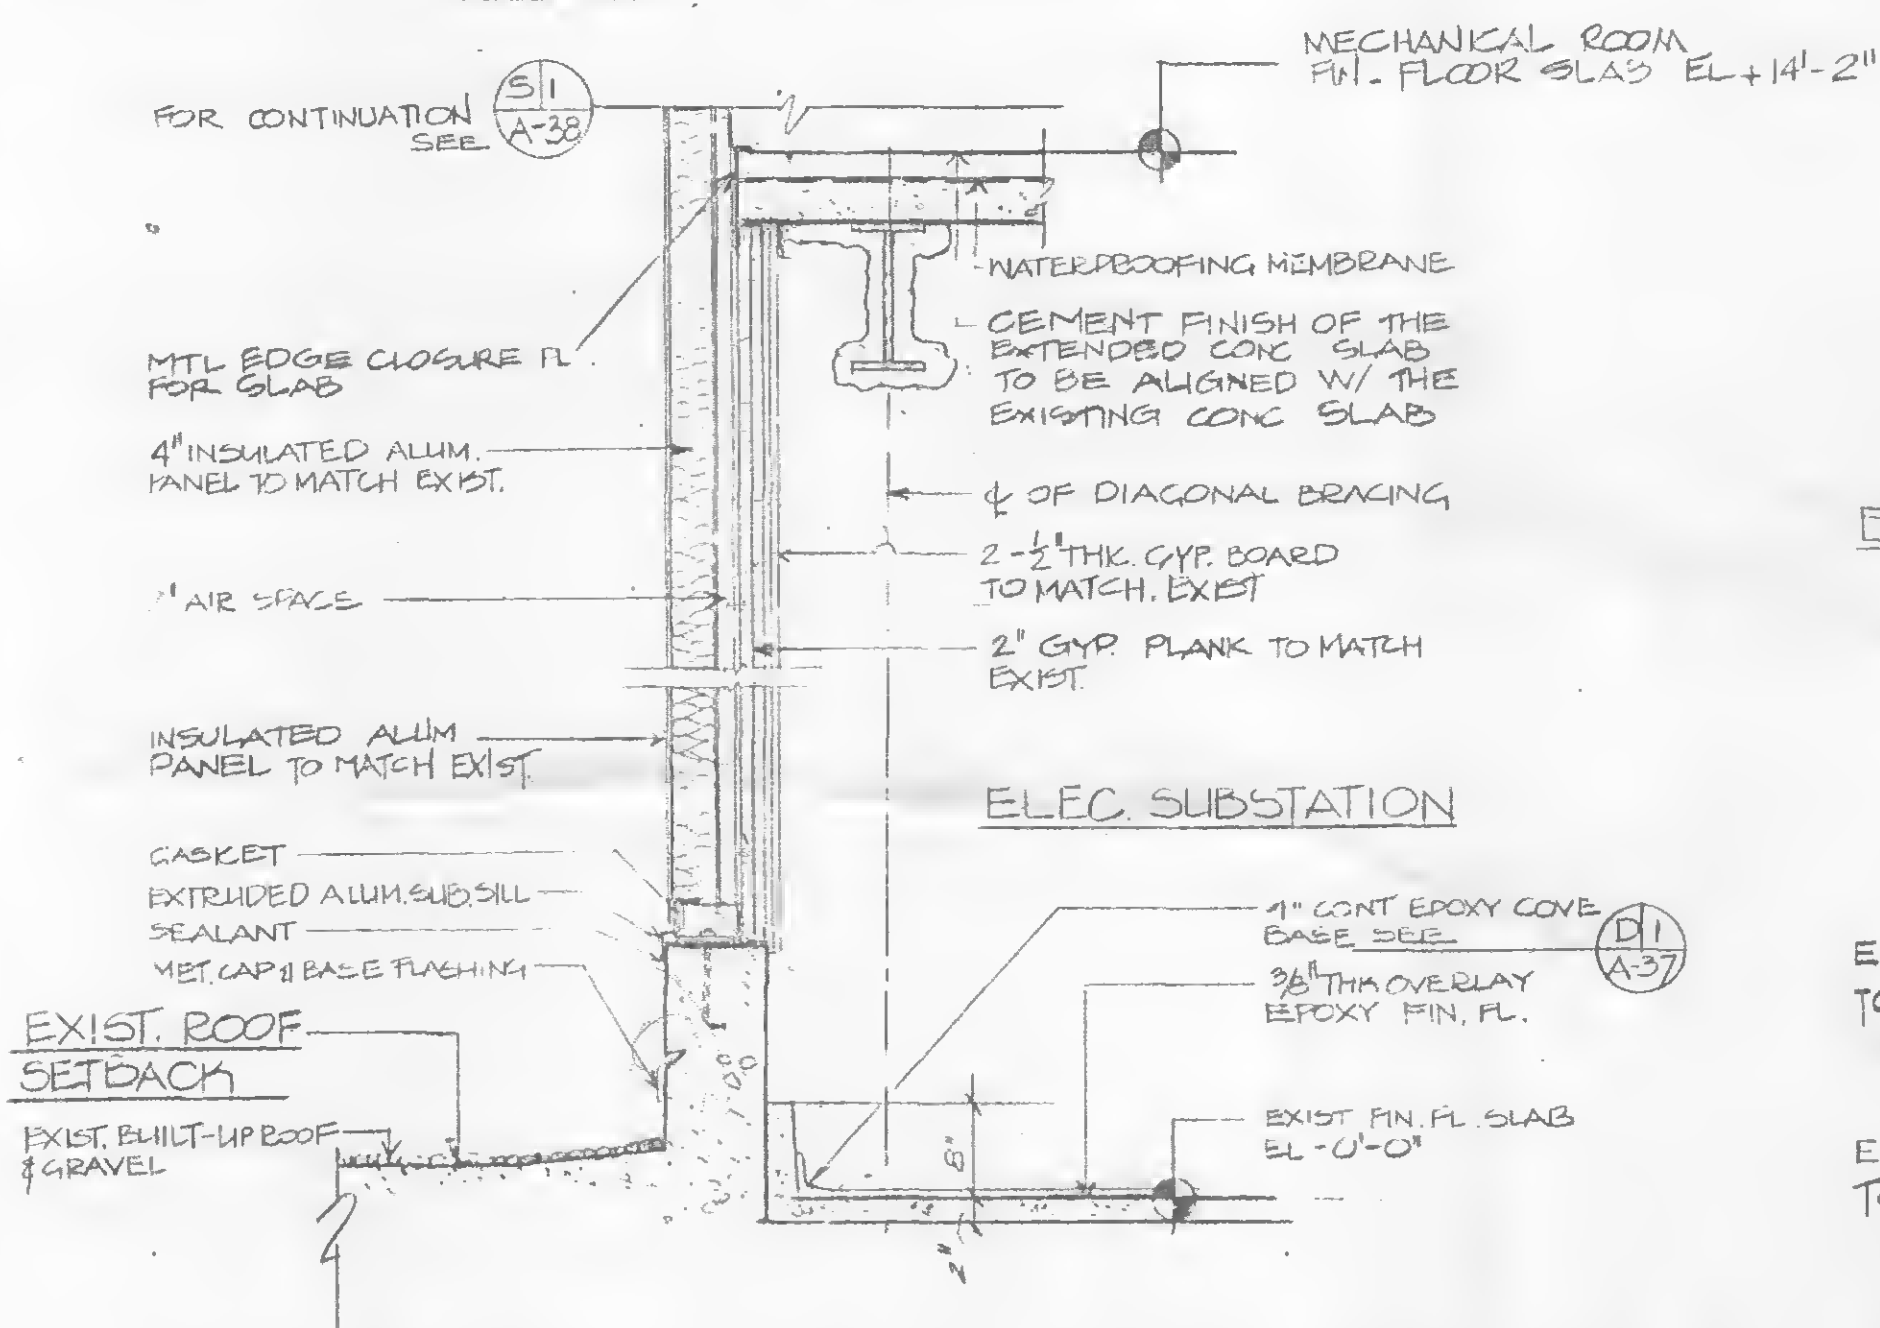 MECHANICAL ROOM
FIN. FLOOR SLAB EL + 14'-2"
FOR CONTINUATION
SEE
S 1
A-38
WATERPROOFING MEMBRANE
CEMENT FINISH OF THE
EXTENDED CONC SLAB
TO BE ALIGNED W/ THE
EXISTING CONC SLAB
MTL EDGE CLOSURE PL
FOR SLAB
4" INSULATED ALUM.
PANEL TO MATCH EXIST.
℄ OF DIAGONAL BRACING
2 - 1/2" THK. GYP. BOARD
TO MATCH. EXIST
AIR SPACE
2" GYP. PLANK TO MATCH
EXIST.
INSULATED ALUM
PANEL TO MATCH EXIST.
ELEC. SUBSTATION
GASKET
EXTRUDED ALUM. SUB. SILL
SEALANT
MET. CAP & BASE FLASHING
4" CONT EPOXY COVE
BASE SEE
D 1
A-37
3/8" THK OVERLAY
EPOXY FIN. FL.
EXIST. ROOF
SETBACK
EXIST. BUILT-UP ROOF
& GRAVEL
EXIST FIN. FL. SLAB
EL - 0'-0"
8"
2"